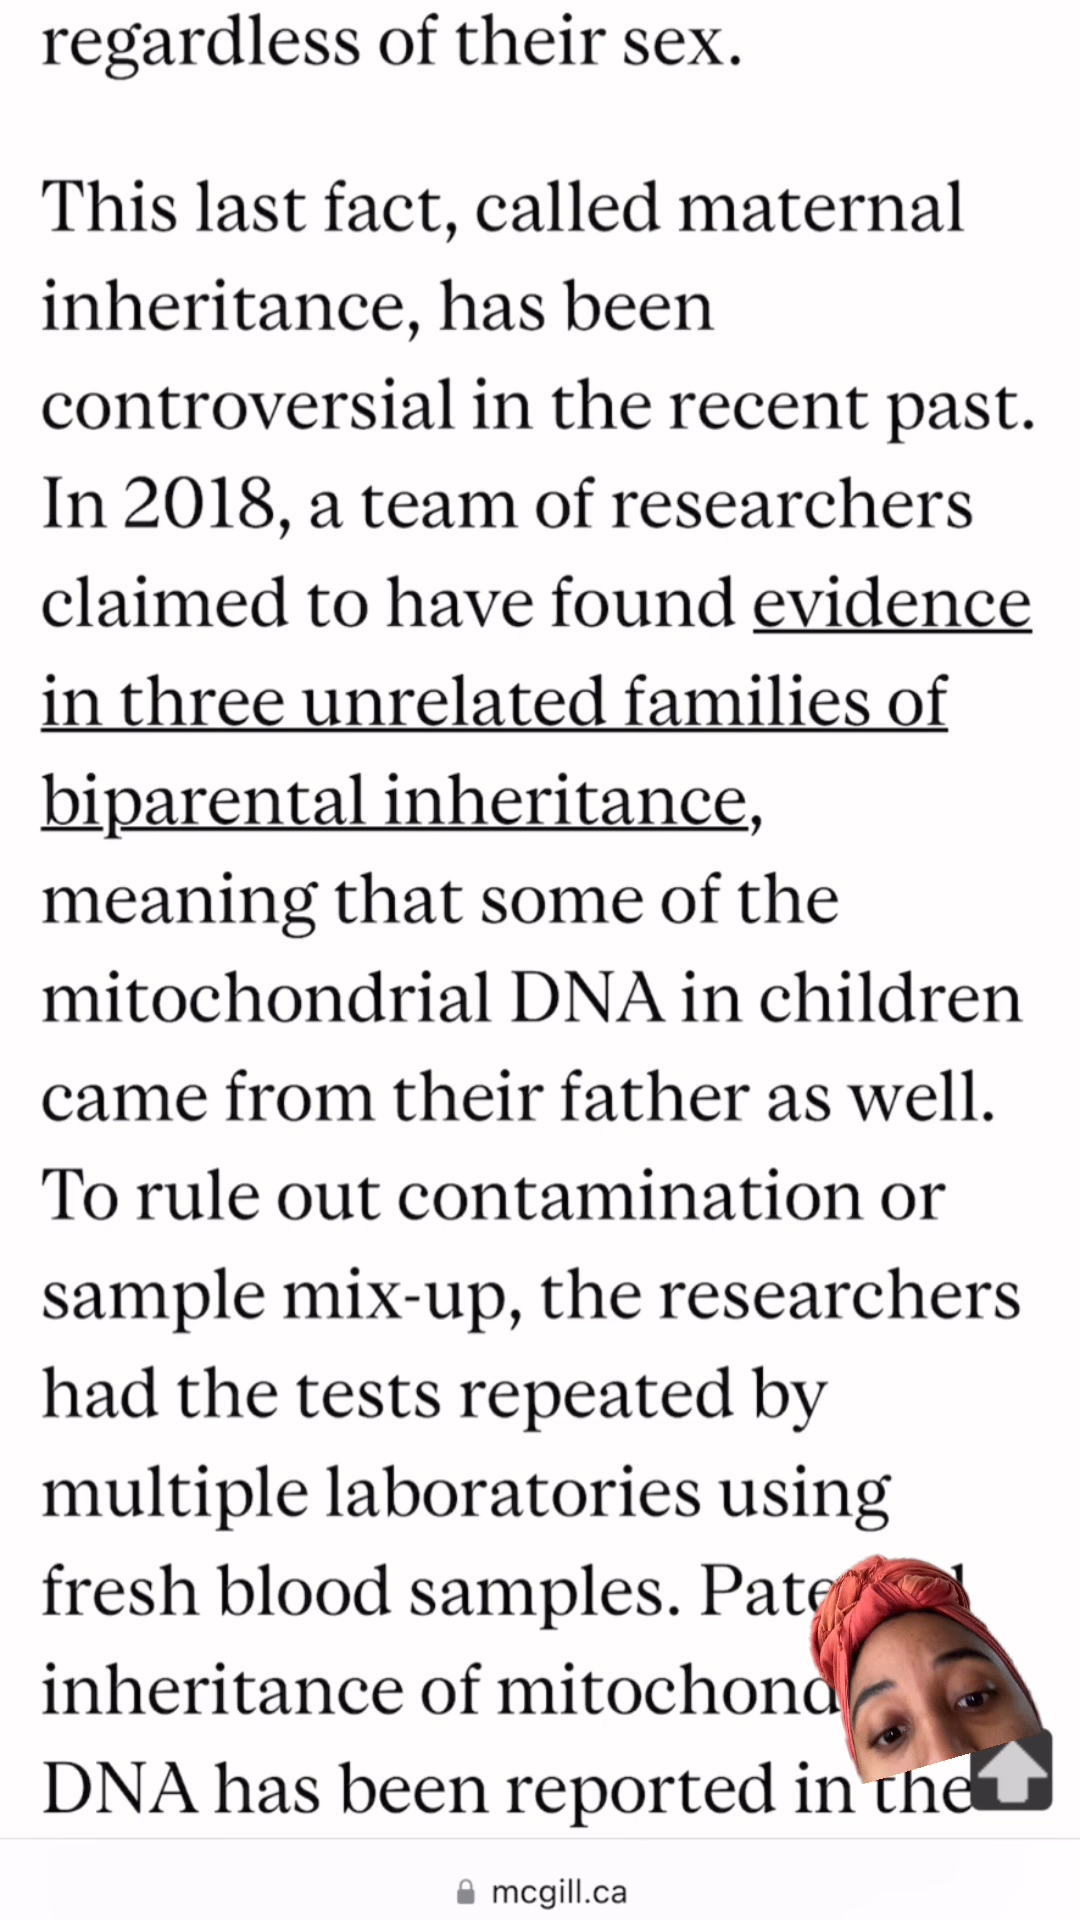 regardless of their sex.
This last fact, called maternal
inheritance, has been
controversial in the recent past.
In 2018, a team of researchers
claimed to have found evidence
in three unrelated families of
biparental inheritance,
meaning that some of the
mitochondrial DNA in children
came from their father as well.
To rule out contamination or
sample mix-up, the researchers
had the tests repeated by
multiple laboratories using
fresh blood samples.
inheritance of
DNA has been reported in the
mcgill.ca